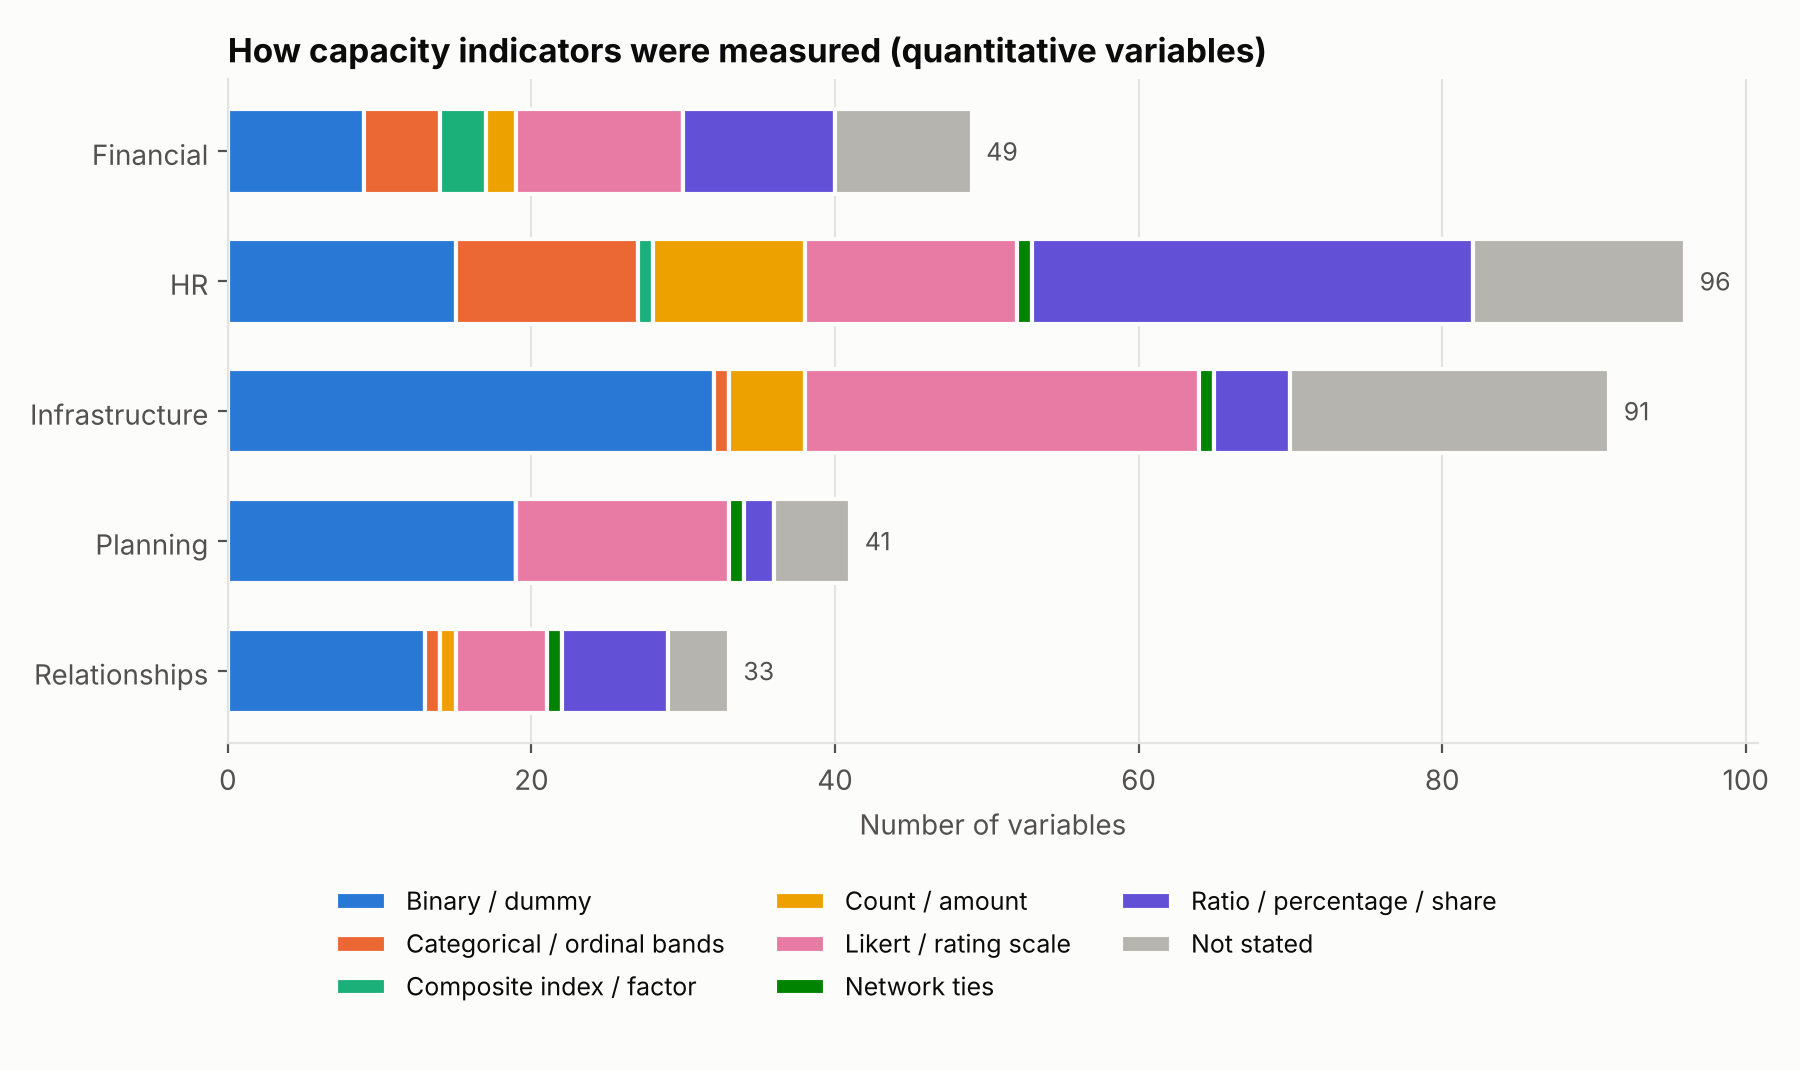 How capacity indicators were measured (quantitative variables)
Financial
49
HR
96
Infrastructure
91
Planning
41
Relationships
33
0 20 40 60 80 100
Number of variables
Binary / dummy
Categorical / ordinal bands
Composite index / factor
Count / amount
Likert / rating scale
Network ties
Ratio / percentage / share
Not stated